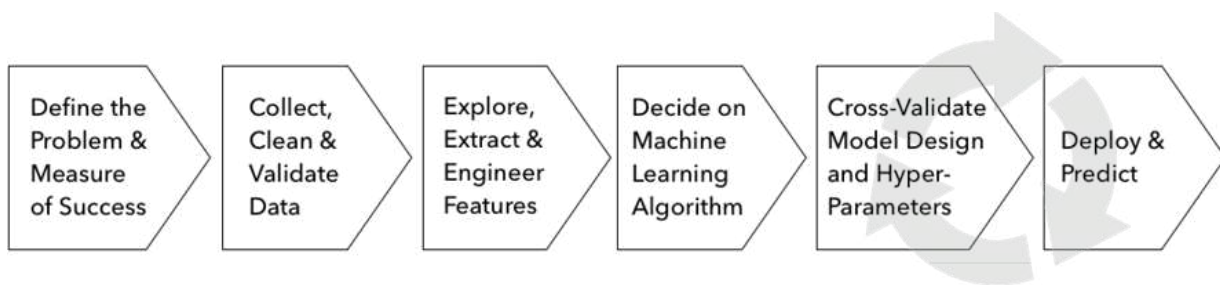 Define the
Problem &
Measure
of Success
Collect,
Clean &
Validate
Data
Explore,
Extract &
Engineer
Features
Decide on
Machine
Learning
Algorithm
Cross-Validate
Model Design
and Hyper-
Parameters
Deploy &
Predict